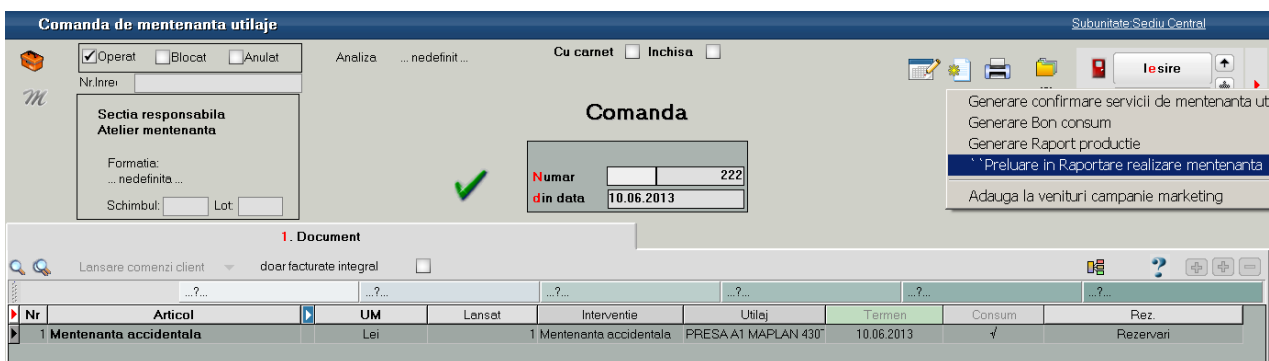 Comanda de mentenanta utilaje
Subunitate:Sediu Central
Operat Blocat Anulat
Analiza ... nedefinit ...
Cu carnet Inchisa
Iesire
Nr.Inre
Sectia responsabila
Atelier mentenanta
Formatia:
... nedefinita ...
Schimbul: Lot:
Comanda
Numar 222
din data 10.06.2013
Generare confirmare servicii de mentenanta ut
Generare Bon consum
Generare Raport productie
``Preluare in Raportare realizare mentenanta
Adauga la venituri campanie marketing
1. Document
Lansare comenzi client doar facturate integral
...?... ...?... ...?... ...?... ...?... ...?...
Nr Articol UM Lansat Interventie Utilaj Termen Consum Rez.
1 Mentenanta accidentala Lei 1 Mentenanta accidentala PRESA A1 MAPLAN 430T 10.06.2013 √ Rezervari